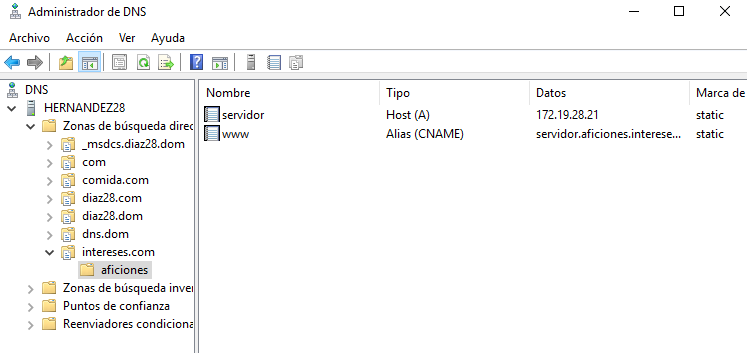 Administrador de DNS
Archivo Acción Ver Ayuda
DNS
HERNANDEZ28
Zonas de búsqueda direc
_msdcs.diaz28.dom
com
comida.com
diaz28.com
diaz28.dom
dns.dom
intereses.com
aficiones
Zonas de búsqueda inver
Puntos de confianza
Reenviadores condiciona
Nombre Tipo Datos Marca de
servidor Host (A) 172.19.28.21 static
www Alias (CNAME) servidor.aficiones.interese... static